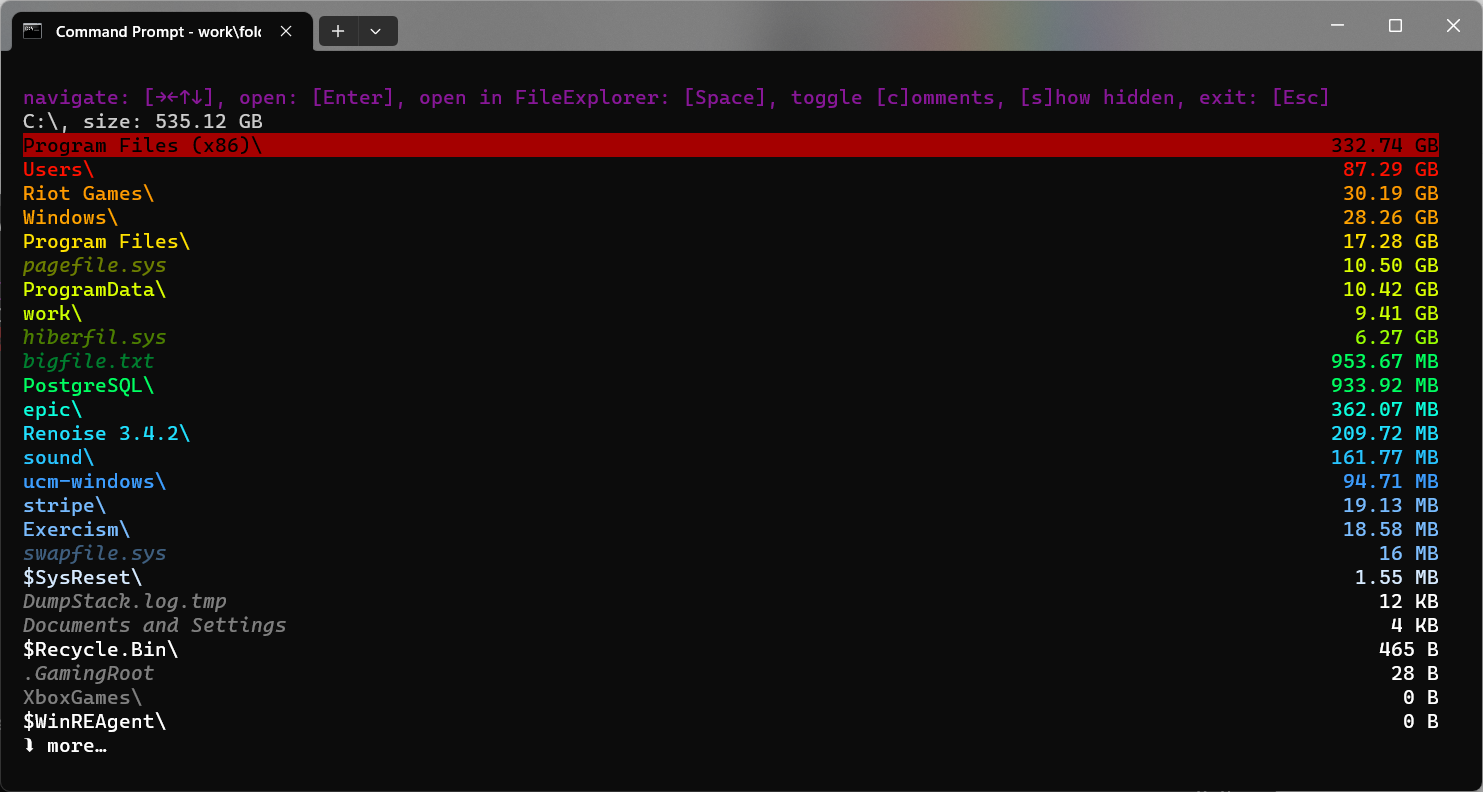 Command Prompt - work\fol
navigate: [→←↑↓], open: [Enter], open in FileExplorer: [Space], toggle [c]omments, [s]how hidden, exit: [Esc]
C:\, size: 535.12 GB
Program Files (x86)\ 332.74 GB
Users\ 87.29 GB
Riot Games\ 30.19 GB
Windows\ 28.26 GB
Program Files\ 17.28 GB
pagefile.sys 10.50 GB
ProgramData\ 10.42 GB
work\ 9.41 GB
hiberfil.sys 6.27 GB
bigfile.txt 953.67 MB
PostgreSQL\ 933.92 MB
epic\ 362.07 MB
Renoise 3.4.2\ 209.72 MB
sound\ 161.77 MB
ucm-windows\ 94.71 MB
stripe\ 19.13 MB
Exercism\ 18.58 MB
swapfile.sys 16 MB
$SysReset\ 1.55 MB
DumpStack.log.tmp 12 KB
Documents and Settings 4 KB
$Recycle.Bin\ 465 B
.GamingRoot 28 B
XboxGames\ 0 B
$WinREAgent\ 0 B
⤵ more…